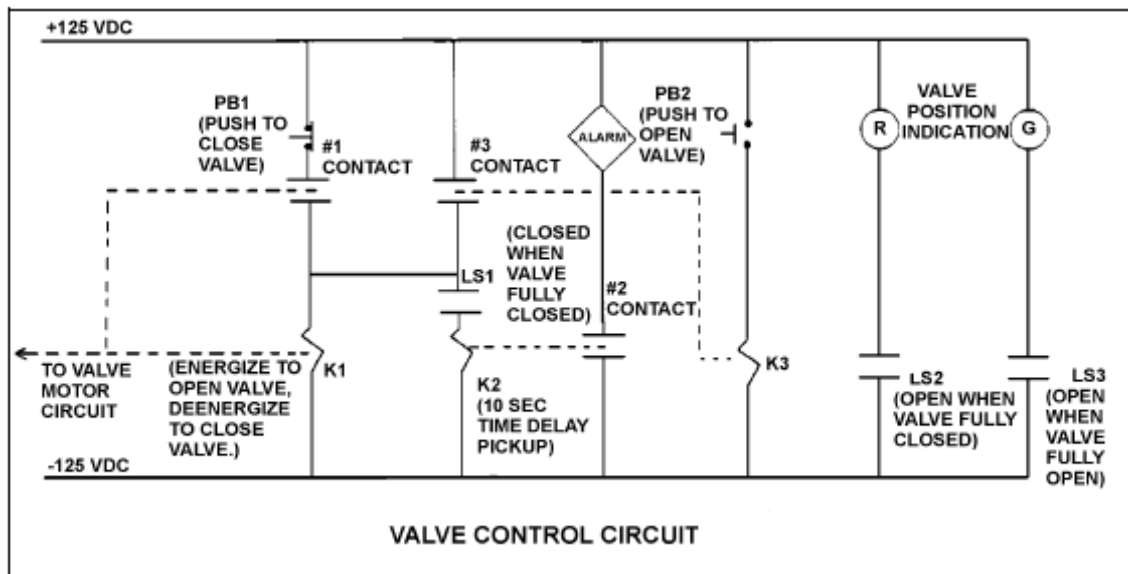 +125 VDC
PB1
(PUSH TO
CLOSE
VALVE)
#1
CONTACT
#3
CONTACT
ALARM
PB2
(PUSH TO
OPEN
VALVE)
R
VALVE
POSITION
INDICATION
G
(CLOSED
WHEN
VALVE
FULLY
CLOSED)
LS1
#2
CONTACT
TO VALVE
MOTOR
CIRCUIT
(ENERGIZE TO
OPEN VALVE,
DEENERGIZE
TO CLOSE
VALVE.)
K1
K2
(10 SEC
TIME DELAY
PICKUP)
K3
LS2
(OPEN WHEN
VALVE FULLY
CLOSED)
LS3
(OPEN
WHEN
VALVE
FULLY
OPEN)
-125 VDC
VALVE CONTROL CIRCUIT